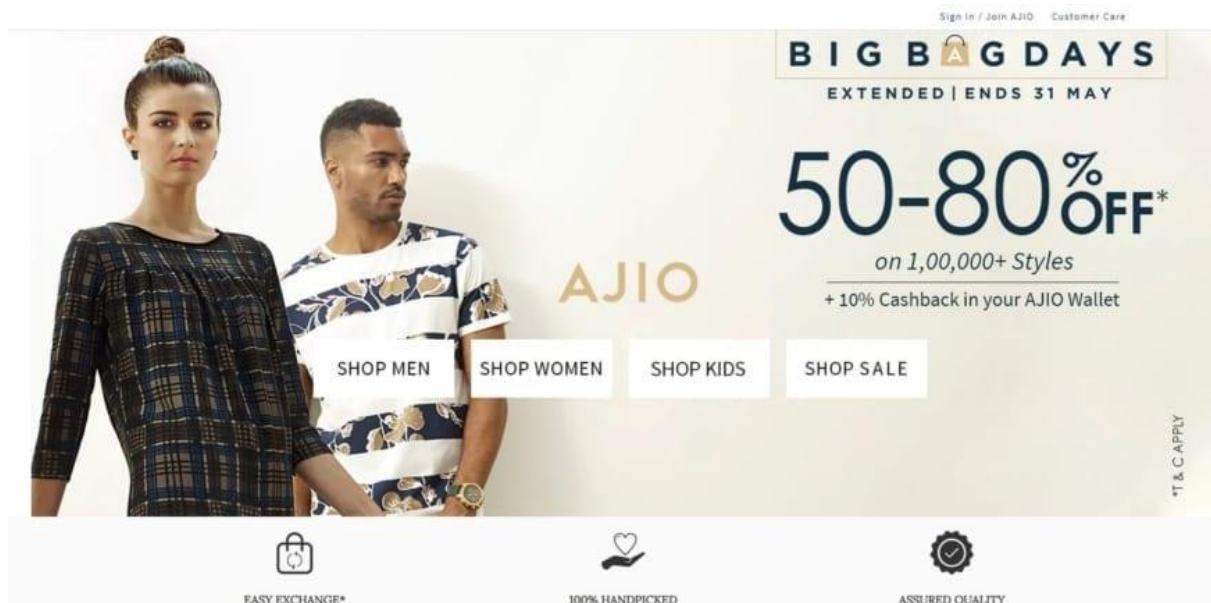 Sign In / Join AJIO Customer Care
BIG BAG DAYS
EXTENDED | ENDS 31 MAY
50-80% OFF*
on 1,00,000+ Styles
+ 10% Cashback in your AJIO Wallet
AJIO
SHOP MEN SHOP WOMEN SHOP KIDS SHOP SALE
*T & C APPLY
EASY EXCHANGE* 100% HANDPICKED ASSURED QUALITY